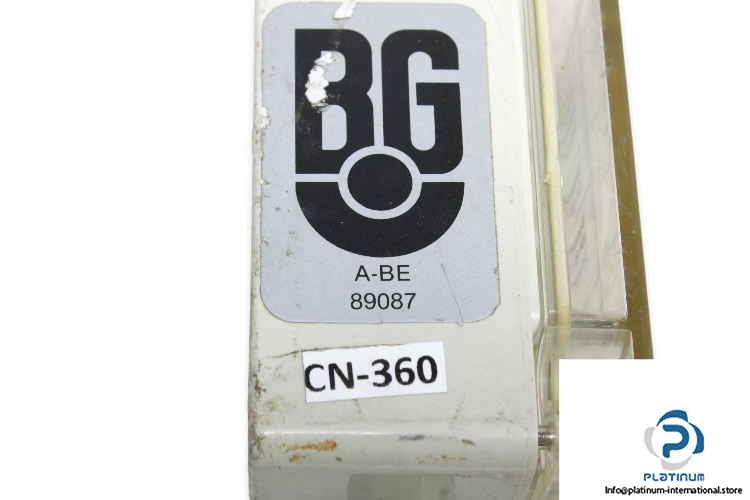 BG
A-BE
89087
CN-360
PLATINUM
Info@platinum-international.store